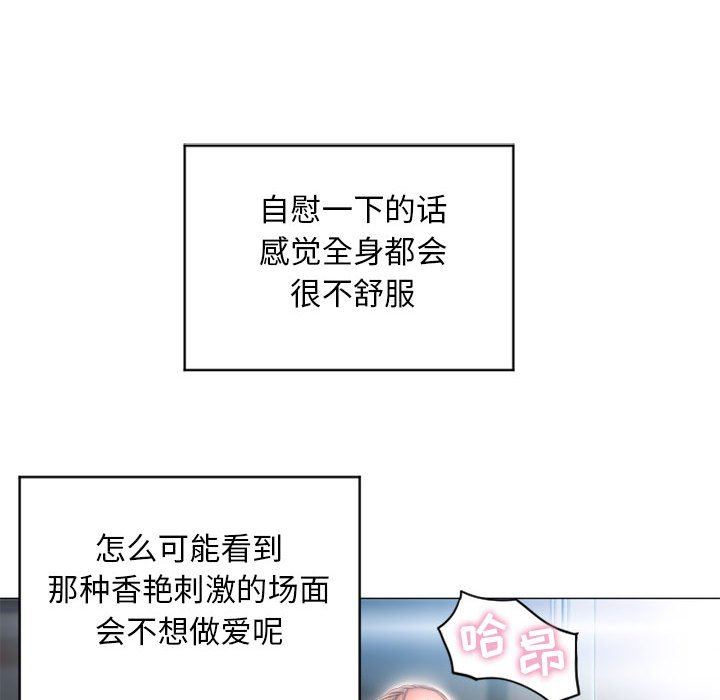 自慰一下的话
感觉全身都会
很不舒服
怎么可能看到
那种香艳刺激的场面
会不想做爱呢
哈昂